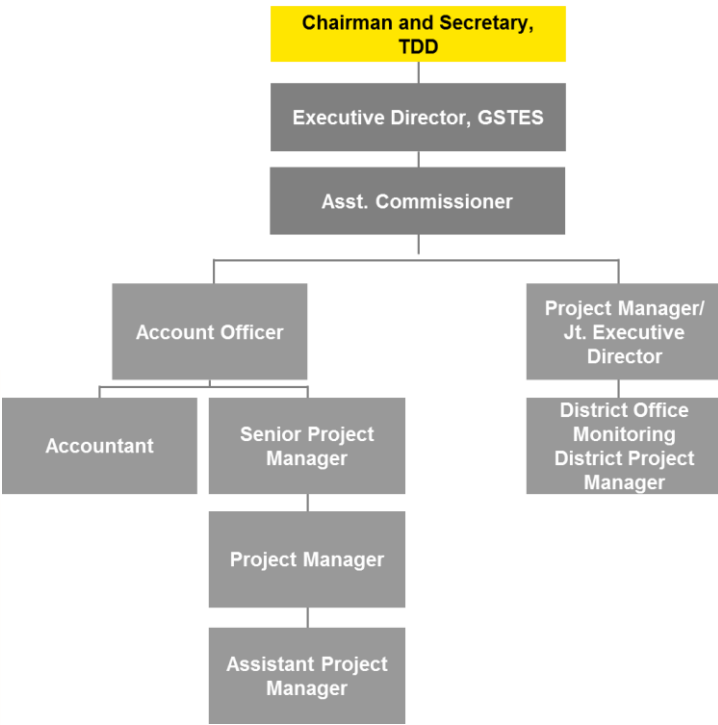 Chairman and Secretary,
TDD
Executive Director, GSTES
Asst. Commissioner
Account Officer
Project Manager/
Jt. Executive
Director
Accountant
Senior Project
Manager
District Office
Monitoring
District Project
Manager
Project Manager
Assistant Project
Manager